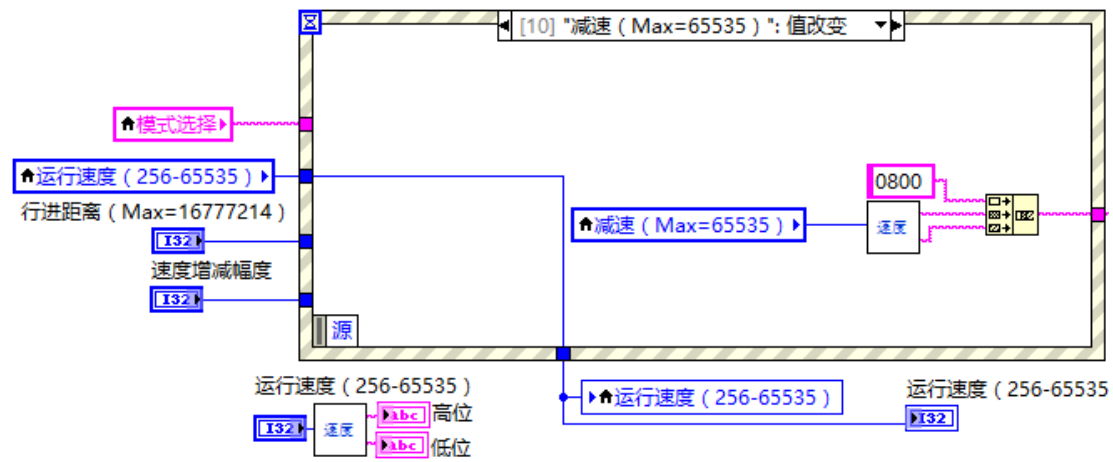 [10] "减速（Max=65535）": 值改变
模式选择
运行速度（256-65535）
行进距离（Max=16777214）
I32
速度增减幅度
I32
减速（Max=65535）
0800
速度
源
运行速度（256-65535）
I32
速度
abc
高位
abc
低位
运行速度（256-65535）
运行速度（256-65535
I32